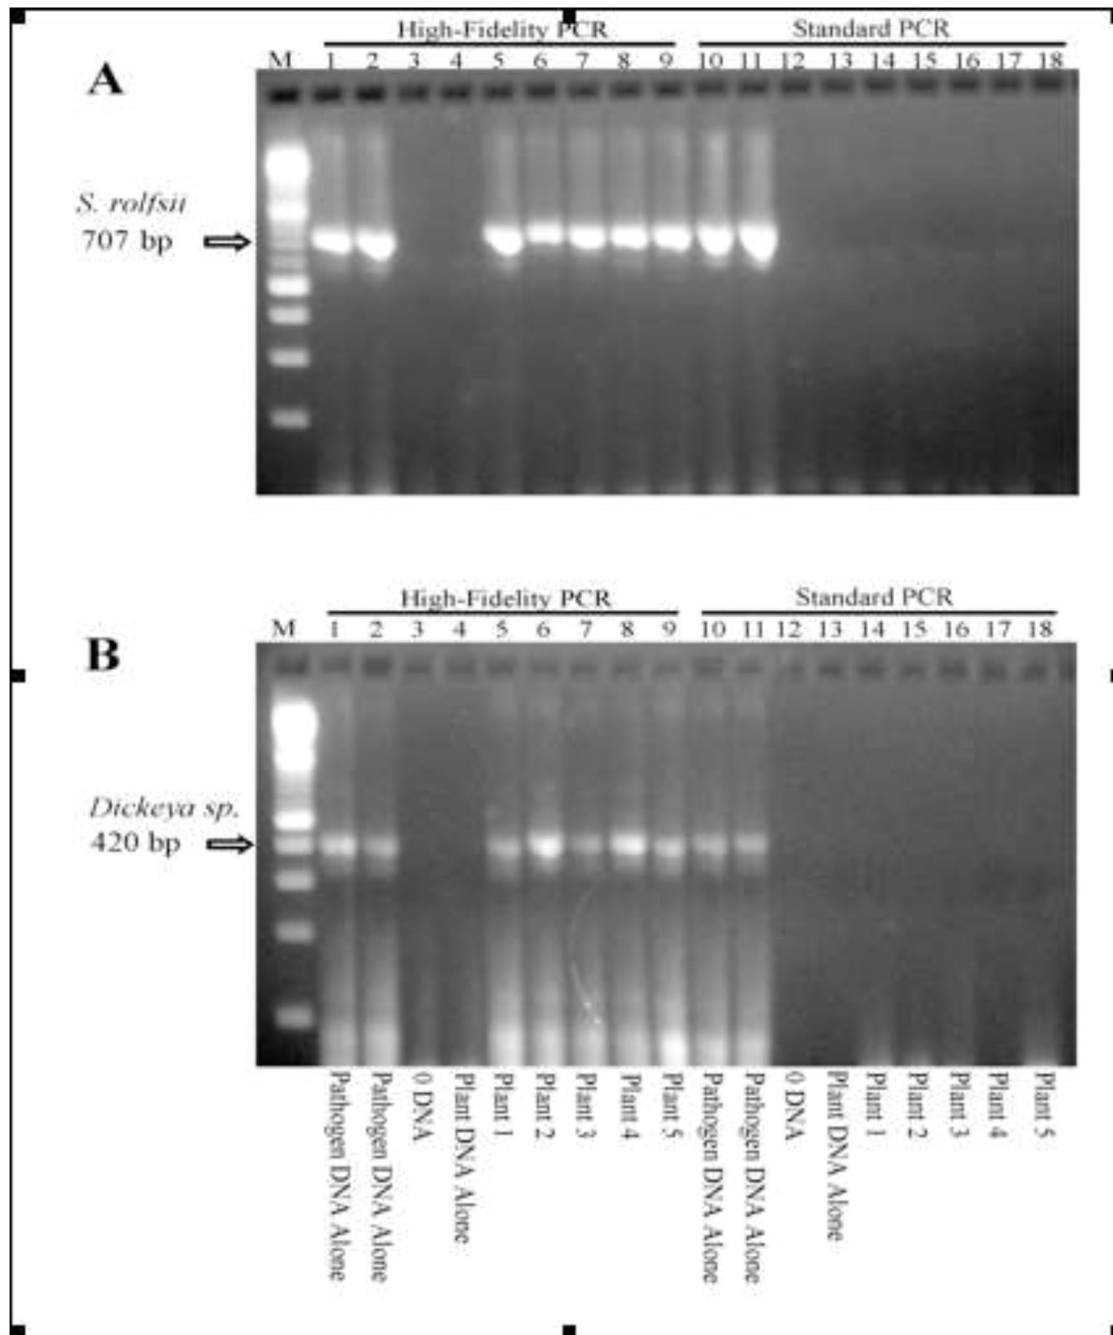 High-Fidelity PCR Standard PCR
M 1 2 3 4 5 6 7 8 9 10 11 12 13 14 15 16 17 18
A
S. rolfsii
707 bp
High-Fidelity PCR Standard PCR
M 1 2 3 4 5 6 7 8 9 10 11 12 13 14 15 16 17 18
B
Dickeya sp.
420 bp
Pathogen DNA Alone
Pathogen DNA Alone
0 DNA
Plant DNA Alone
Plant 1
Plant 2
Plant 3
Plant 4
Plant 5
Pathogen DNA Alone
Pathogen DNA Alone
0 DNA
Plant DNA Alone
Plant 1
Plant 2
Plant 3
Plant 4
Plant 5